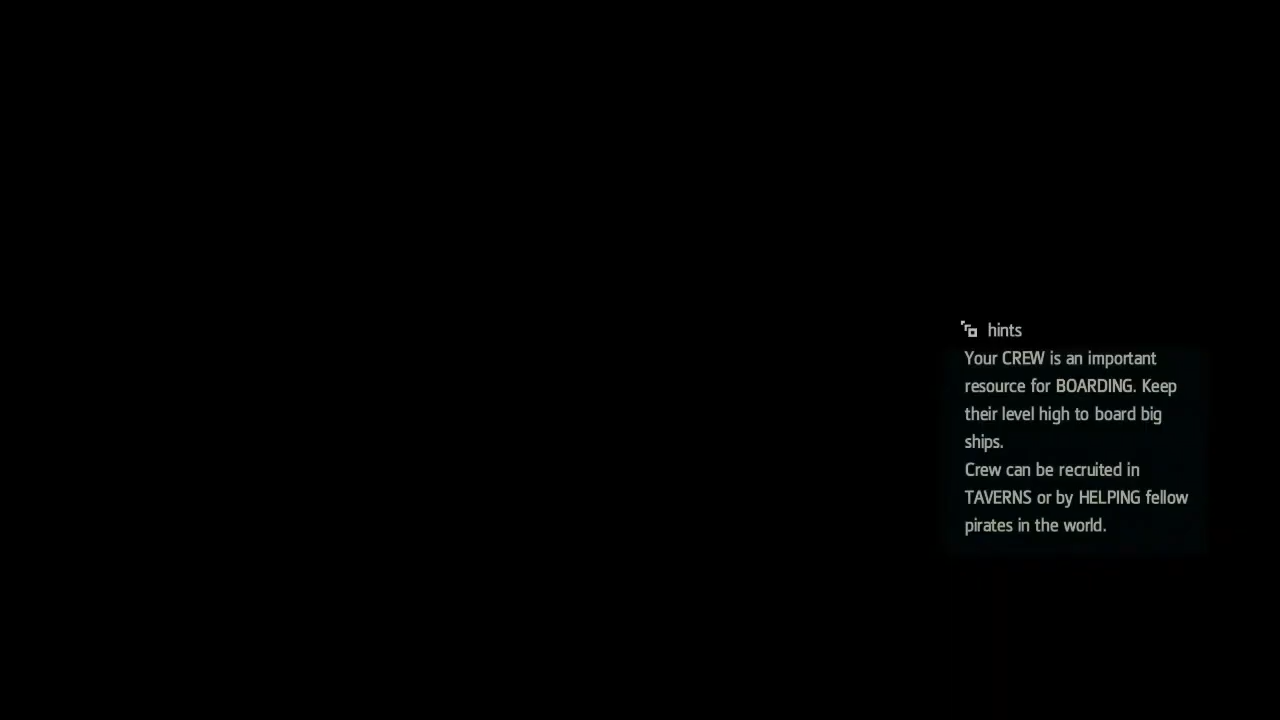 hints
Your CREW is an important
resource for BOARDING. Keep
their level high to board big
ships.
Crew can be recruited in
TAVERNS or by HELPING fellow
pirates in the world.